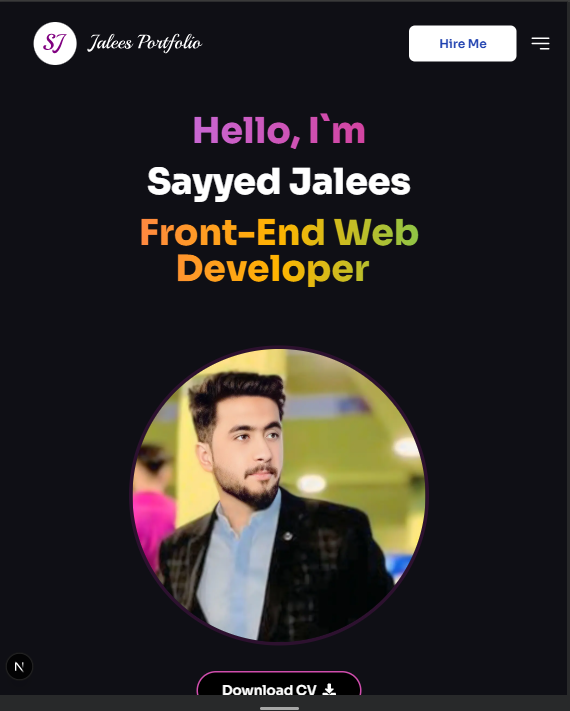 SJ Jalees Portfolio
Hire Me
Hello, I`m
Sayyed Jalees
Front-End Web
Developer
N
Download CV